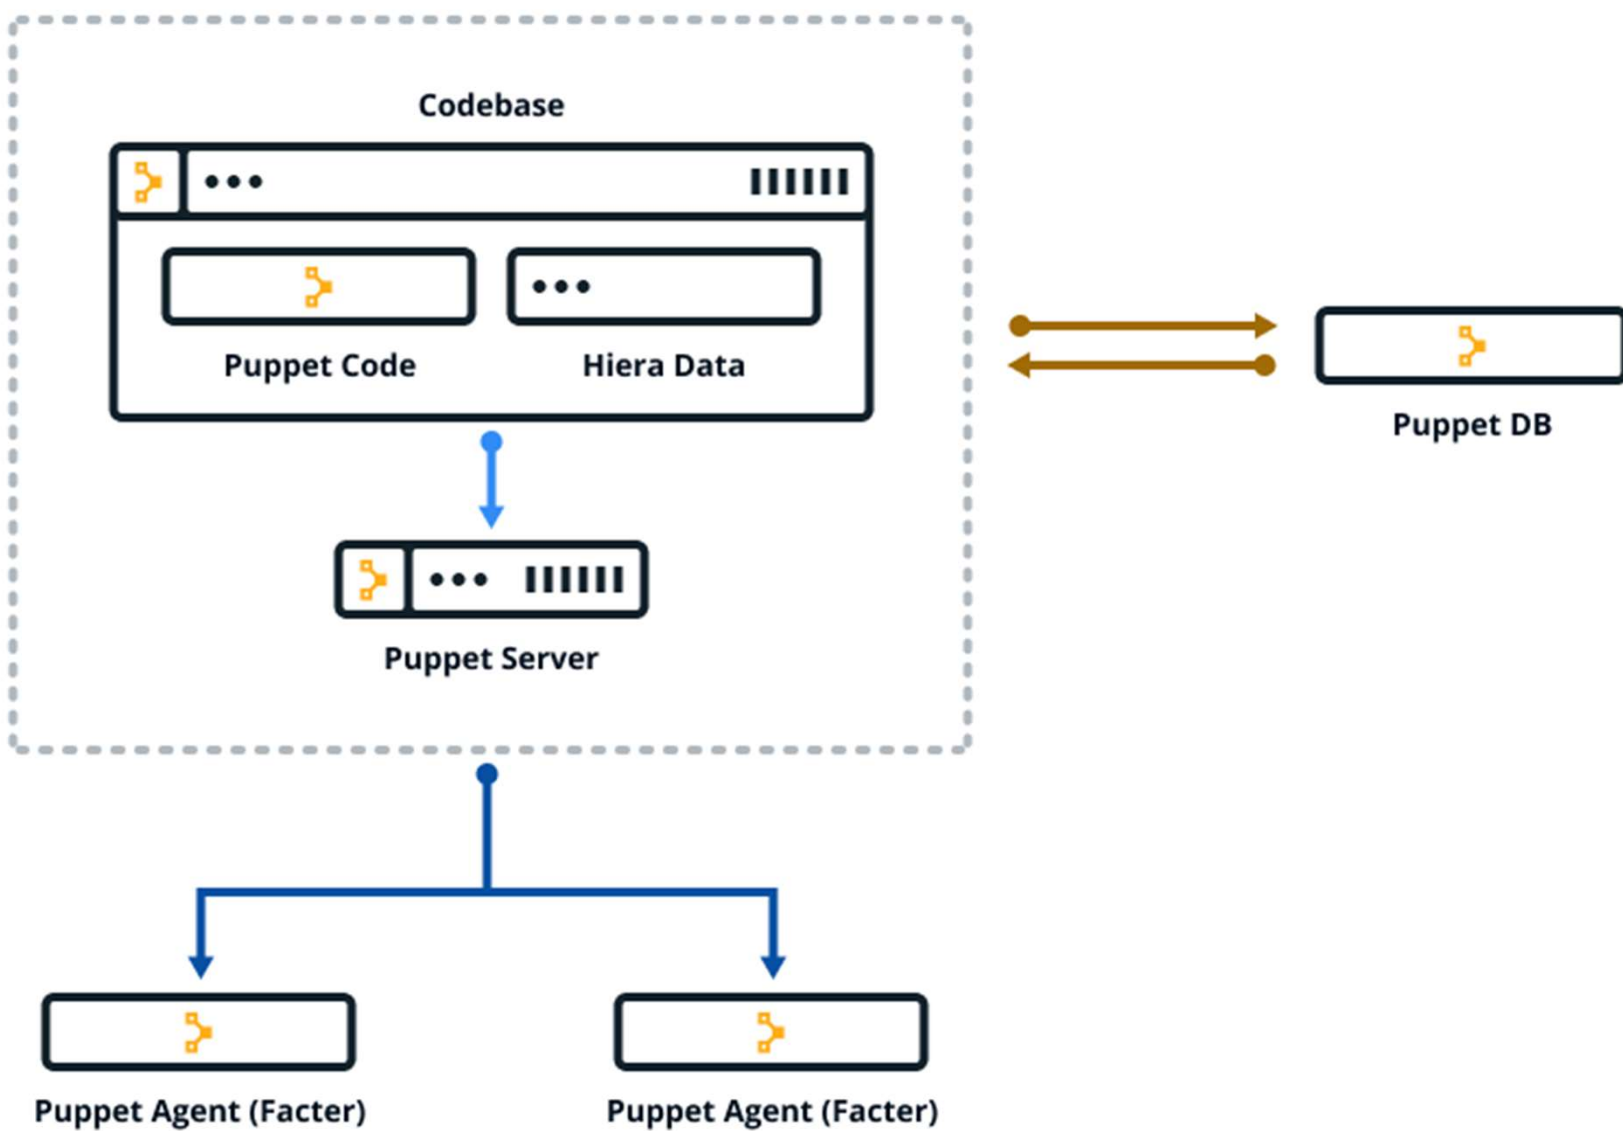 Codebase
Puppet Code
Hiera Data
Puppet DB
Puppet Server
Puppet Agent (Facter)
Puppet Agent (Facter)